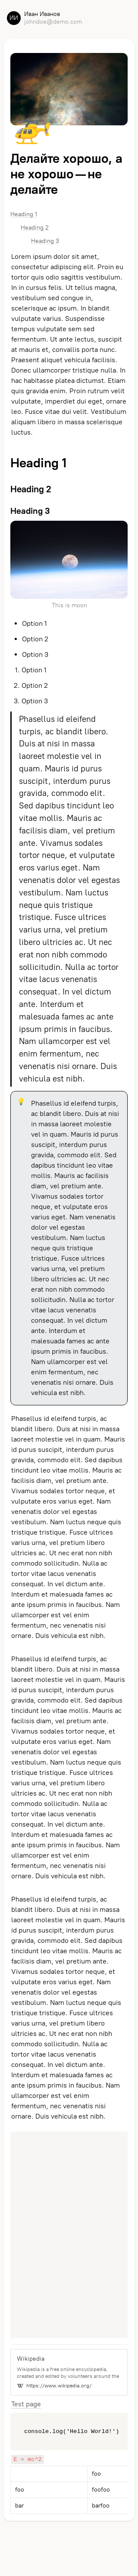 ИИ
Иван Иванов
johndoe@demo.com
Делайте хорошо, а
не хорошо — не
делайте
Heading 1
Heading 2
Heading 3
Lorem ipsum dolor sit amet,
consectetur adipiscing elit. Proin eu
tortor quis odio sagittis vestibulum.
In in cursus felis. Ut tellus magna,
vestibulum sed congue in,
scelerisque ac ipsum. In blandit
vulputate varius. Suspendisse
tempus vulputate sem sed
fermentum. Ut ante lectus, suscipit
at mauris et, convallis porta nunc.
Praesent aliquet vehicula facilisis.
Donec ullamcorper tristique nulla. In
hac habitasse platea dictumst. Etiam
quis gravida enim. Proin rutrum velit
vulputate, imperdiet dui eget, ornare
leo. Fusce vitae dui velit. Vestibulum
aliquam libero in massa scelerisque
luctus.
Heading 1
Heading 2
Heading 3
This is moon
• Option 1
• Option 2
• Option 3
1. Option 1
2. Option 2
3. Option 3
Phasellus id eleifend
turpis, ac blandit libero.
Duis at nisi in massa
laoreet molestie vel in
quam. Mauris id purus
suscipit, interdum purus
gravida, commodo elit.
Sed dapibus tincidunt leo
vitae mollis. Mauris ac
facilisis diam, vel pretium
ante. Vivamus sodales
tortor neque, et vulputate
eros varius eget. Nam
venenatis dolor vel egestas
vestibulum. Nam luctus
neque quis tristique
tristique. Fusce ultrices
varius urna, vel pretium
libero ultricies ac. Ut nec
erat non nibh commodo
sollicitudin. Nulla ac tortor
vitae lacus venenatis
consequat. In vel dictum
ante. Interdum et
malesuada fames ac ante
ipsum primis in faucibus.
Nam ullamcorper est vel
enim fermentum, nec
venenatis nisi ornare. Duis
vehicula est nibh.
Phasellus id eleifend turpis,
ac blandit libero. Duis at nisi
in massa laoreet molestie
vel in quam. Mauris id purus
suscipit, interdum purus
gravida, commodo elit. Sed
dapibus tincidunt leo vitae
mollis. Mauris ac facilisis
diam, vel pretium ante.
Vivamus sodales tortor
neque, et vulputate eros
varius eget. Nam venenatis
dolor vel egestas
vestibulum. Nam luctus
neque quis tristique
tristique. Fusce ultrices
varius urna, vel pretium
libero ultricies ac. Ut nec
erat non nibh commodo
sollicitudin. Nulla ac tortor
vitae lacus venenatis
consequat. In vel dictum
ante. Interdum et
malesuada fames ac ante
ipsum primis in faucibus.
Nam ullamcorper est vel
enim fermentum, nec
venenatis nisi ornare. Duis
vehicula est nibh.
Phasellus id eleifend turpis, ac
blandit libero. Duis at nisi in massa
laoreet molestie vel in quam. Mauris
id purus suscipit, interdum purus
gravida, commodo elit. Sed dapibus
tincidunt leo vitae mollis. Mauris ac
facilisis diam, vel pretium ante.
Vivamus sodales tortor neque, et
vulputate eros varius eget. Nam
venenatis dolor vel egestas
vestibulum. Nam luctus neque quis
tristique tristique. Fusce ultrices
varius urna, vel pretium libero
ultricies ac. Ut nec erat non nibh
commodo sollicitudin. Nulla ac
tortor vitae lacus venenatis
consequat. In vel dictum ante.
Interdum et malesuada fames ac
ante ipsum primis in faucibus. Nam
ullamcorper est vel enim
fermentum, nec venenatis nisi
ornare. Duis vehicula est nibh.
Phasellus id eleifend turpis, ac
blandit libero. Duis at nisi in massa
laoreet molestie vel in quam. Mauris
id purus suscipit, interdum purus
gravida, commodo elit. Sed dapibus
tincidunt leo vitae mollis. Mauris ac
facilisis diam, vel pretium ante.
Vivamus sodales tortor neque, et
vulputate eros varius eget. Nam
venenatis dolor vel egestas
vestibulum. Nam luctus neque quis
tristique tristique. Fusce ultrices
varius urna, vel pretium libero
ultricies ac. Ut nec erat non nibh
commodo sollicitudin. Nulla ac
tortor vitae lacus venenatis
consequat. In vel dictum ante.
Interdum et malesuada fames ac
ante ipsum primis in faucibus. Nam
ullamcorper est vel enim
fermentum, nec venenatis nisi
ornare. Duis vehicula est nibh.
Phasellus id eleifend turpis, ac
blandit libero. Duis at nisi in massa
laoreet molestie vel in quam. Mauris
id purus suscipit, interdum purus
gravida, commodo elit. Sed dapibus
tincidunt leo vitae mollis. Mauris ac
facilisis diam, vel pretium ante.
Vivamus sodales tortor neque, et
vulputate eros varius eget. Nam
venenatis dolor vel egestas
vestibulum. Nam luctus neque quis
tristique tristique. Fusce ultrices
varius urna, vel pretium libero
ultricies ac. Ut nec erat non nibh
commodo sollicitudin. Nulla ac
tortor vitae lacus venenatis
consequat. In vel dictum ante.
Interdum et malesuada fames ac
ante ipsum primis in faucibus. Nam
ullamcorper est vel enim
fermentum, nec venenatis nisi
ornare. Duis vehicula est nibh.
Wikipedia
Wikipedia is a free online encyclopedia,
created and edited by volunteers around the
W https://www.wikipedia.org/
Test page
console.log('Hello World!')
E = mc^2
foo
foo foofoo
bar barfoo